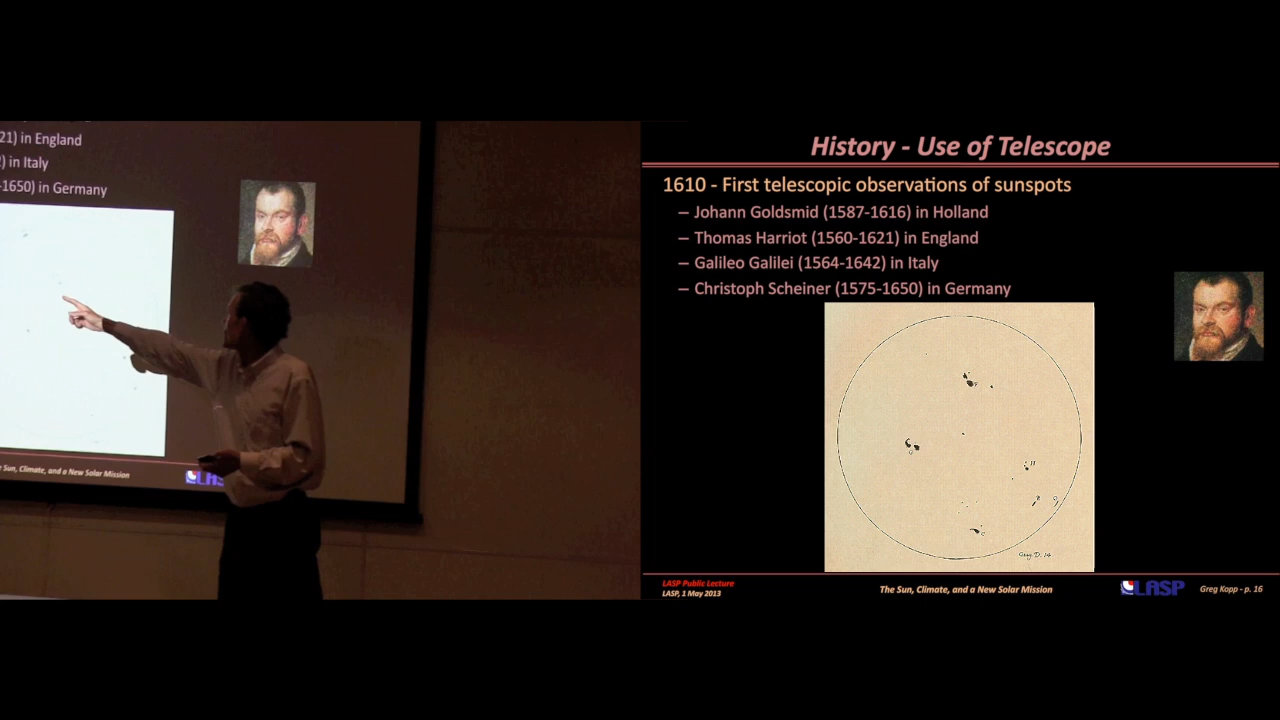 21) in England
) in Italy
-1650) in Germany
e Sun, Climate, and a New Solar Mission
LAS
History - Use of Telescope
1610 - First telescopic observations of sunspots
– Johann Goldsmid (1587-1616) in Holland
– Thomas Harriot (1560-1621) in England
– Galileo Galilei (1564-1642) in Italy
– Christoph Scheiner (1575-1650) in Germany
LASP Public Lecture
LASP, 1 May 2013
The Sun, Climate, and a New Solar Mission
LASP
Greg Kopp - p. 16